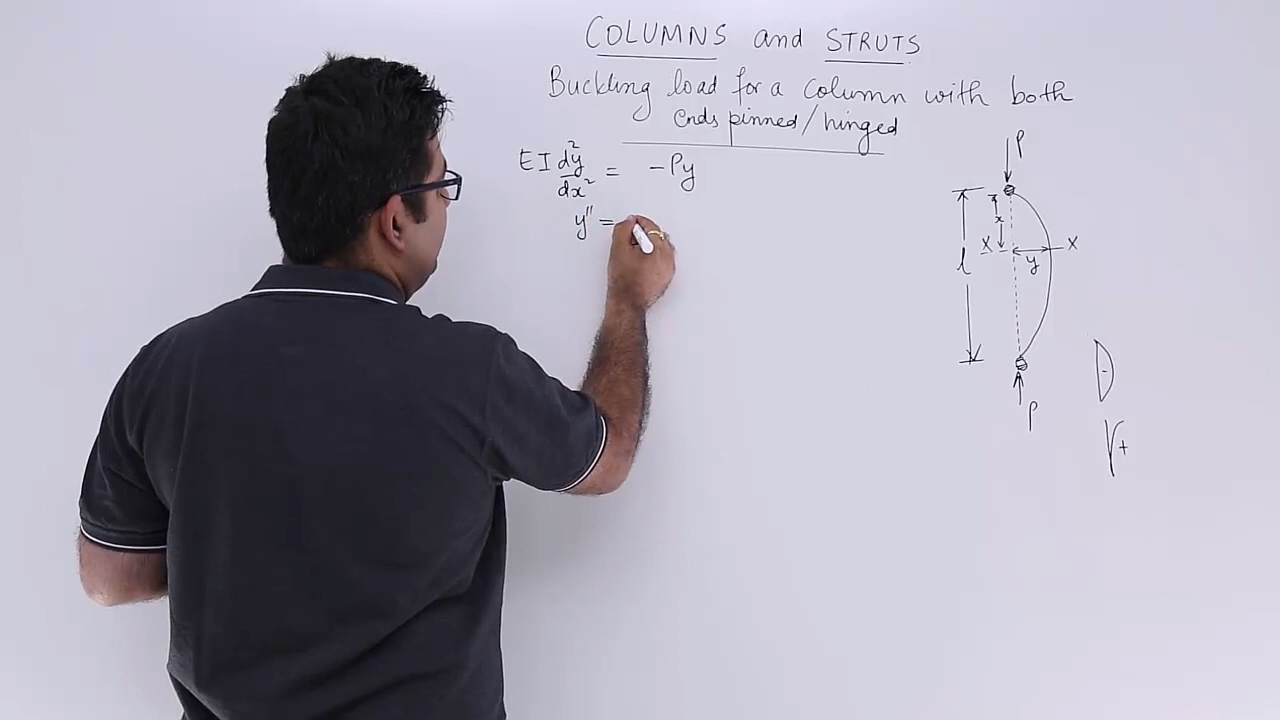 COLUMNS and STRUTS
Buckling load for a column with both
ends pinned/hinged
EI d²y/dx² = -Py
y'' =
P
x
l
X
y
X
P
-
+